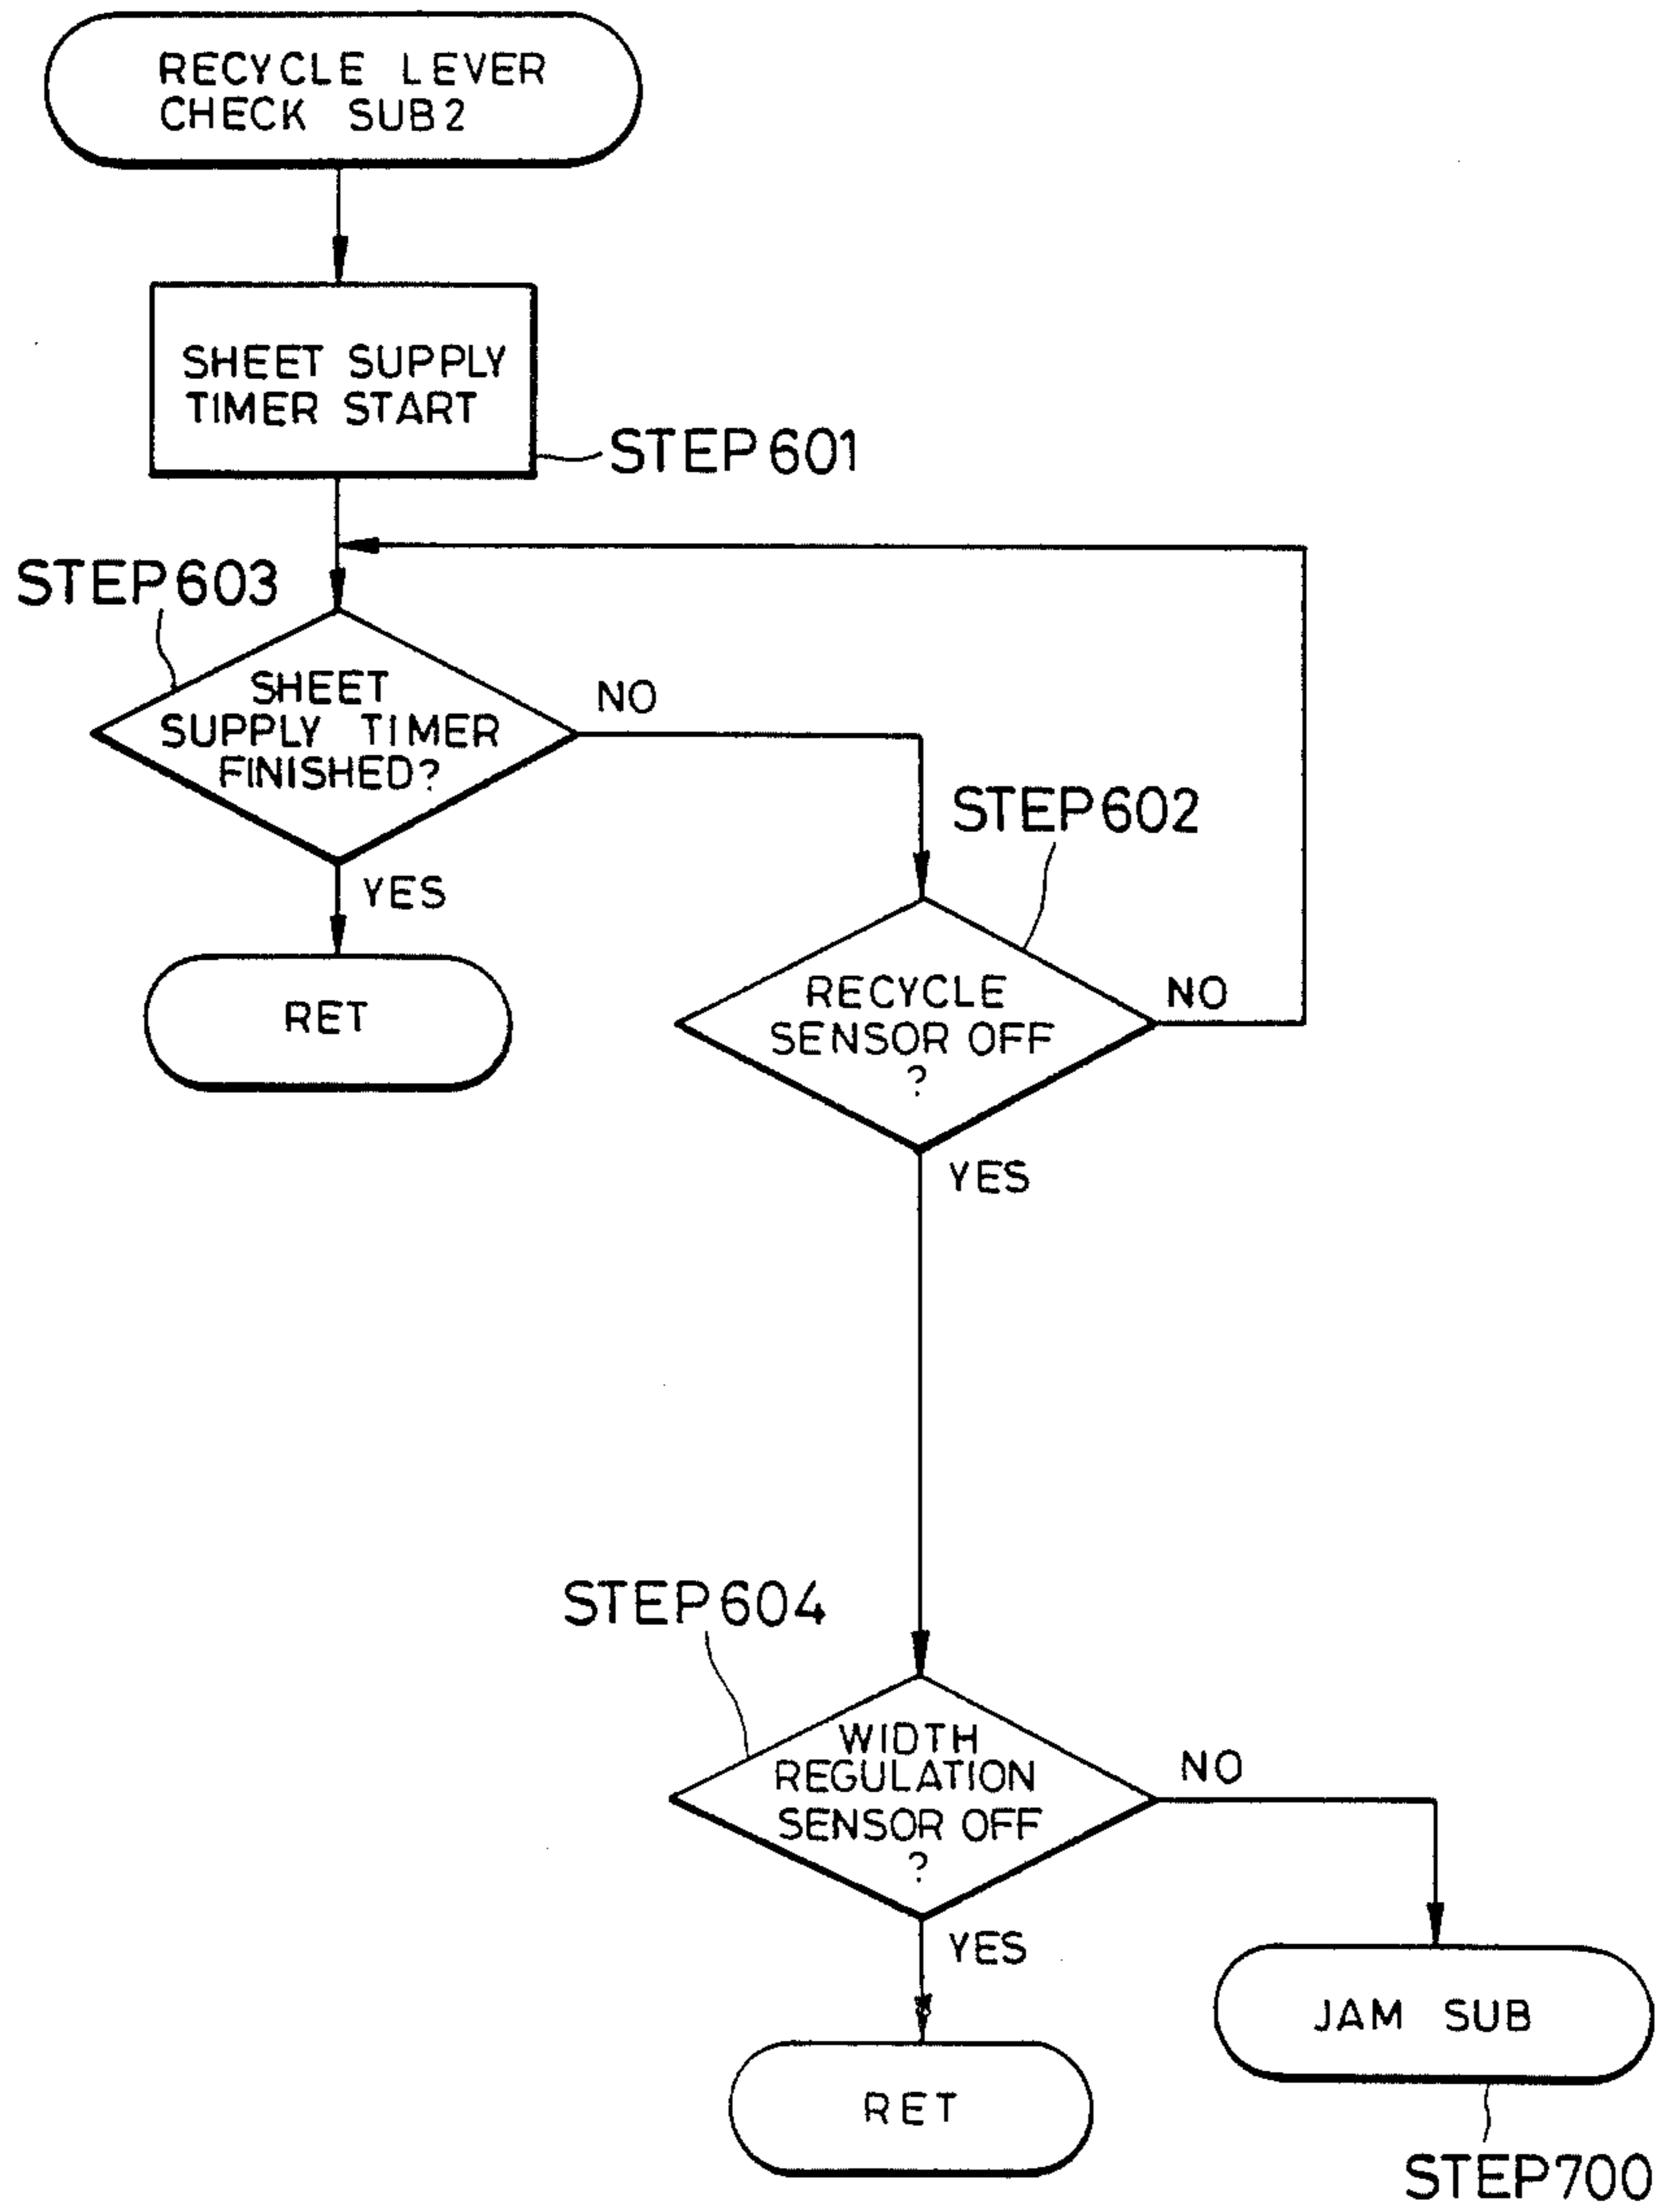 RECYCLE LEVER
CHECK SUB2
SHEET SUPPLY
TIMER START
STEP601
STEP603
SHEET
SUPPLY TIMER
FINISHED?
NO
YES
RET
STEP602
RECYCLE
SENSOR OFF
?
NO
YES
STEP604
WIDTH
REGULATION
SENSOR OFF
?
NO
YES
RET
JAM SUB
STEP700